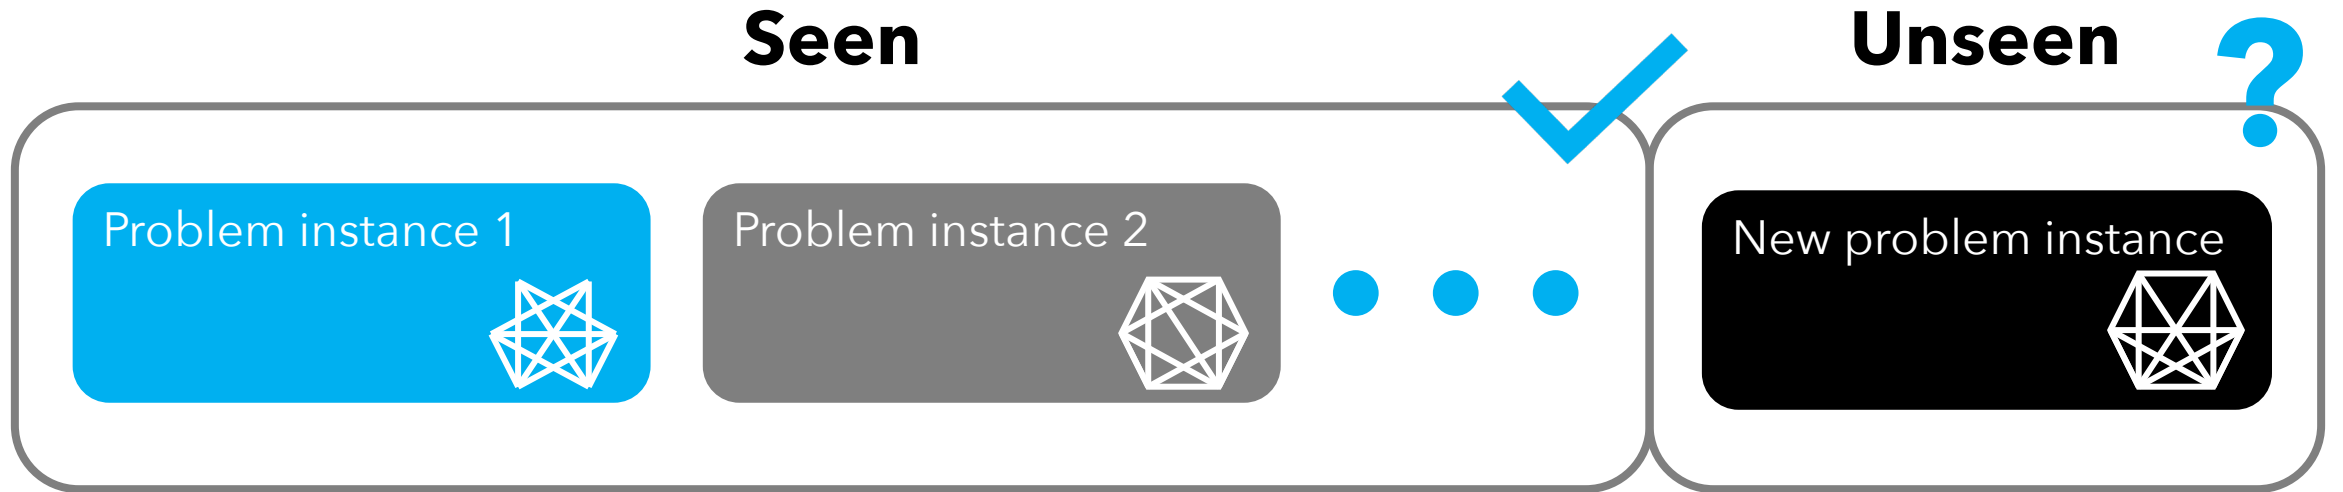 Seen
Unseen
?
Problem instance 1
Problem instance 2
New problem instance